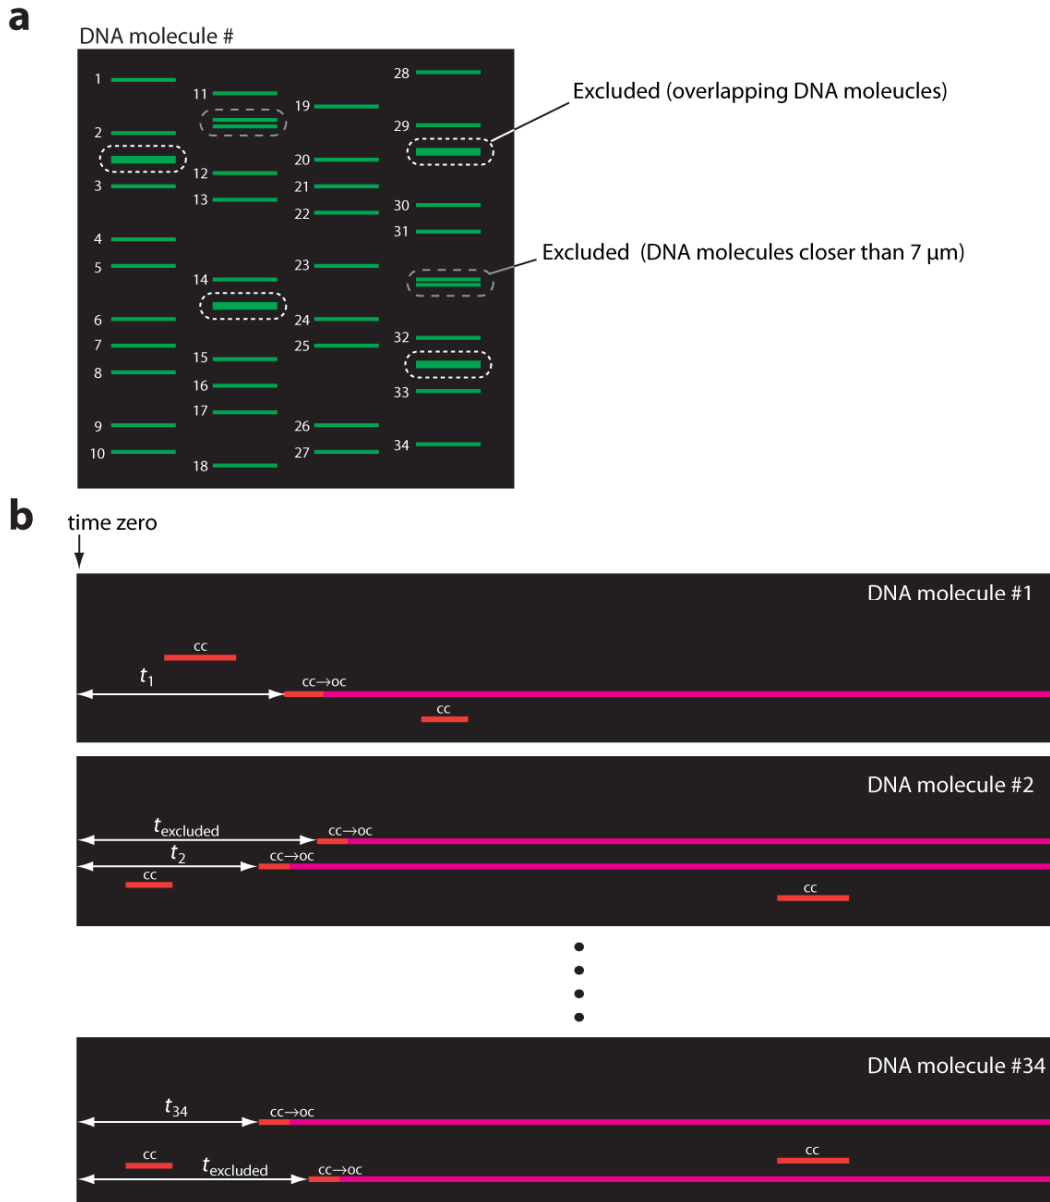 a
DNA molecule #
1
2
3
4
5
6
7
8
9
10
11
12
13
14
15
16
17
18
19
20
21
22
23
24
25
26
27
28
29
30
31
32
33
34
Excluded (overlapping DNA moleucles)
Excluded (DNA molecules closer than 7 µm)
b
time zero
DNA molecule #1
cc
t1
cc→oc
cc
DNA molecule #2
texcluded
cc→oc
t2
cc→oc
cc
cc
DNA molecule #34
t34
cc→oc
cc
cc
texcluded
cc→oc